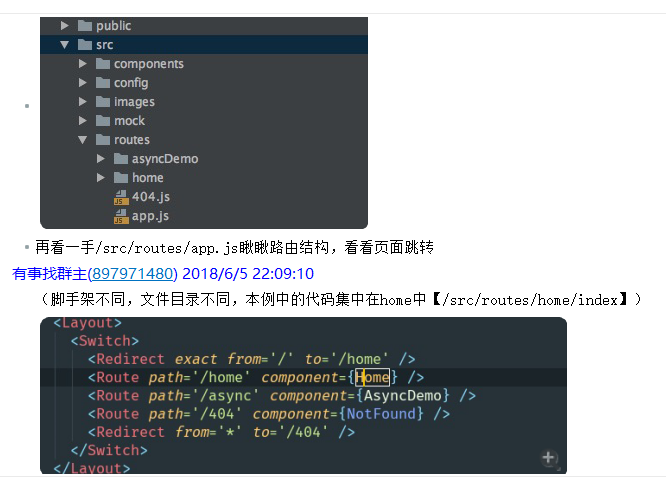 public
src
components
config
images
mock
routes
asyncDemo
home
404.js
app.js
再看一手/src/routes/app.js瞅瞅路由结构，看看页面跳转
有事找群主(897971480) 2018/6/5 22:09:10
（脚手架不同，文件目录不同，本例中的代码集中在home中【/src/routes/home/index】）
<Layout>
<Switch>
<Redirect exact from='/' to='/home' />
<Route path='/home' component={Home} />
<Route path='/async' component={AsyncDemo} />
<Route path='/404' component={NotFound} />
<Redirect from='*' to='/404' />
</Switch>
</Layout>